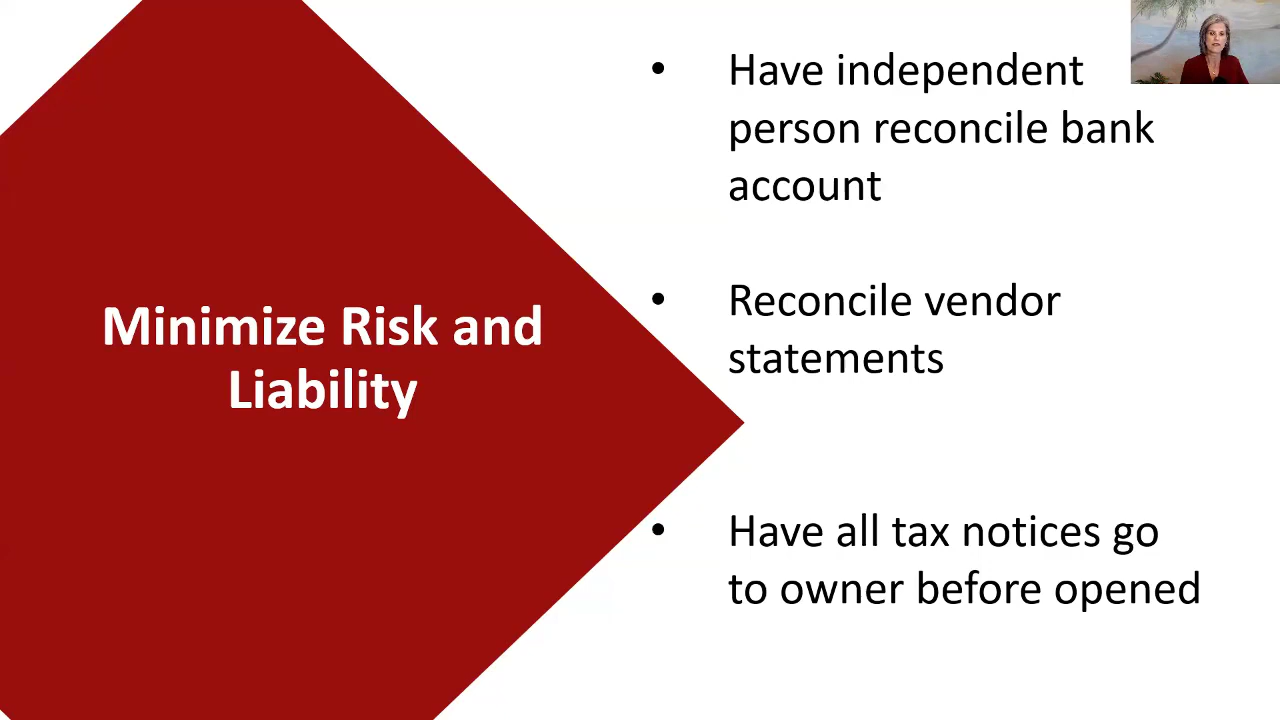 Minimize Risk and
Liability
• Have independent
person reconcile bank
account
• Reconcile vendor
statements
• Have all tax notices go
to owner before opened